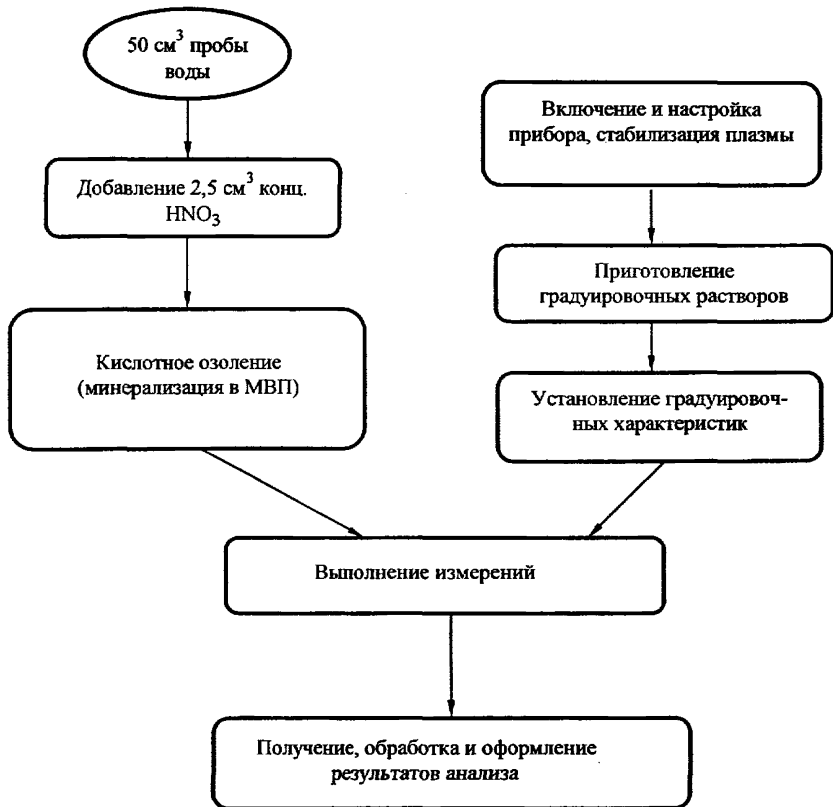 50 см³ пробы
воды
Добавление 2,5 см³ конц.
HNO₃
Кислотное озоление
(минерализация в МВП)
Включение и настройка
прибора, стабилизация плазмы
Приготовление
градуировочных растворов
Установление градуировоч-
ных характеристик
Выполнение измерений
Получение, обработка и оформление
результатов анализа